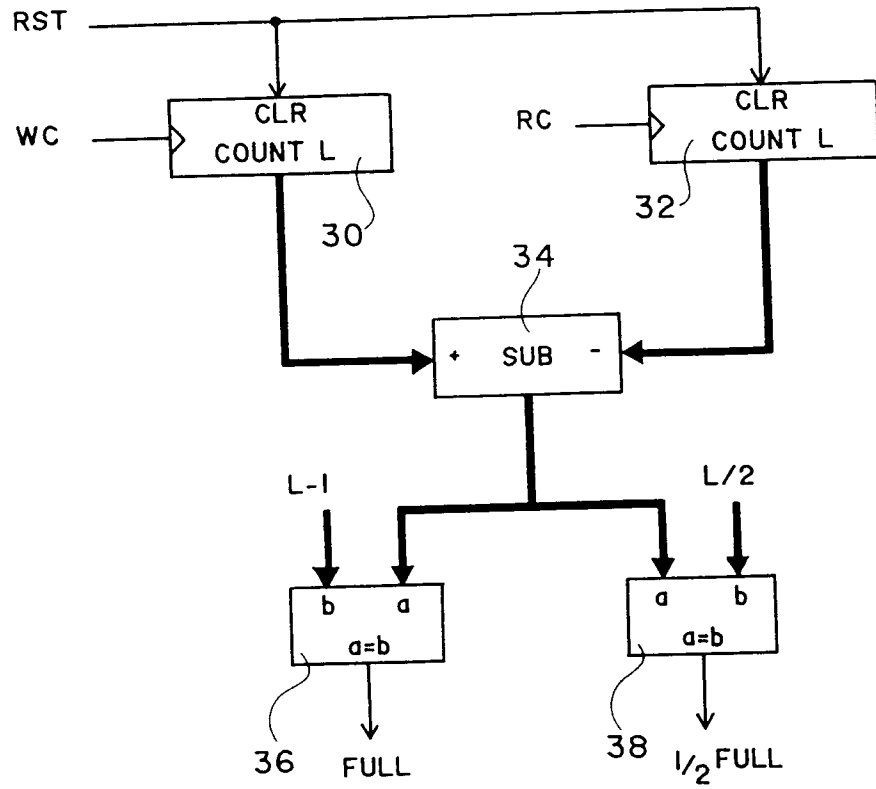 RST
CLR
COUNT L
WC
30
CLR
COUNT L
RC
32
34
+ SUB -
L-1
L/2
b a
a=b
36
FULL
a b
a=b
38
1/2 FULL